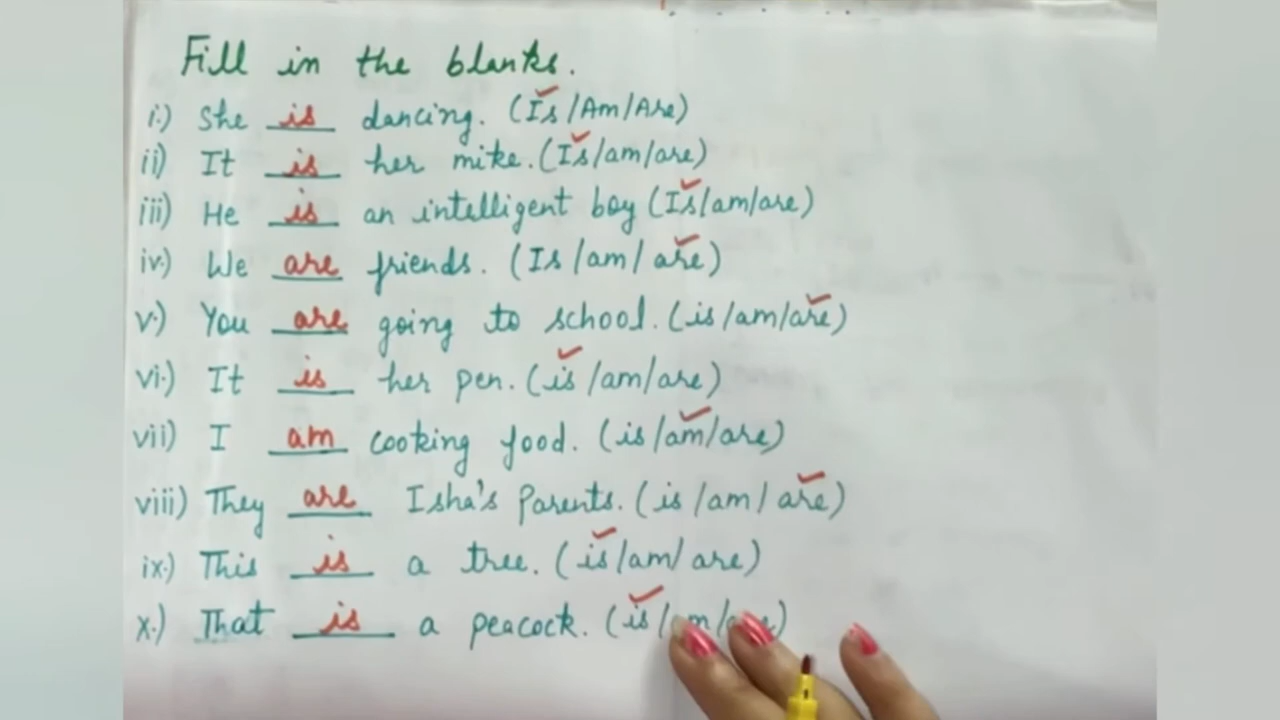 Fill in the blanks.
i.) She is dancing. (Is/Am/Are)
ii) It is her mike. (Is/am/are)
iii) He is an intelligent boy (Is/am/are)
iv.) We are friends. (Is/am/are)
v.) You are going to school. (is/am/are)
vi.) It is her pen. (is/am/are)
vii) I am cooking food. (is/am/are)
viii) They are Isha's Parents. (is/am/are)
ix.) This is a tree. (is/am/are)
x.) That is a peacock. (is/am/are)